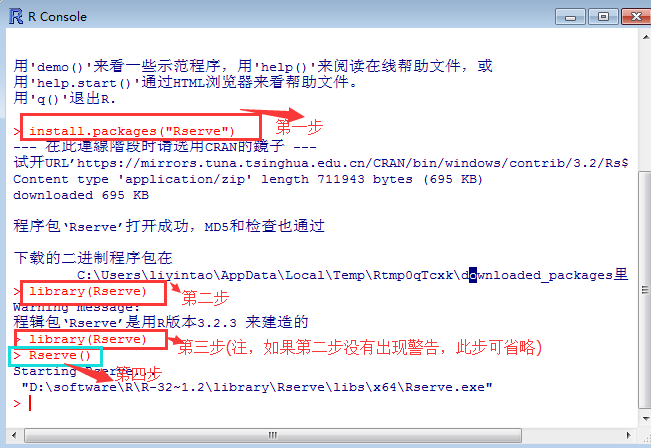 R Console
用'demo()'来看一些示范程序，用'help()'来阅读在线帮助文件，或
用'help.start()'通过HTML浏览器来看帮助文件。
用'q()'退出R.
> install.packages("Rserve")
第一步
--- 在此連線階段时请选用CRAN的鏡子 ---
试开URL’https://mirrors.tuna.tsinghua.edu.cn/CRAN/bin/windows/contrib/3.2/Rs$
Content type 'application/zip' length 711943 bytes (695 KB)
downloaded 695 KB
程序包‘Rserve’打开成功，MD5和检查也通过
下载的二进制程序包在
C:\Users\liyintao\AppData\Local\Temp\Rtmp0qTcxk\downloaded_packages里
> library(Rserve)
第二步
Warning message:
程辑包‘Rserve’是用R版本3.2.3 来建造的
> library(Rserve)
第三步(注，如果第二步没有出现警告，此步可省略)
> Rserve()
第四步
Starting Rserve...
"D:\software\R\R-32~1.2\library\Rserve\libs\x64\Rserve.exe"
>